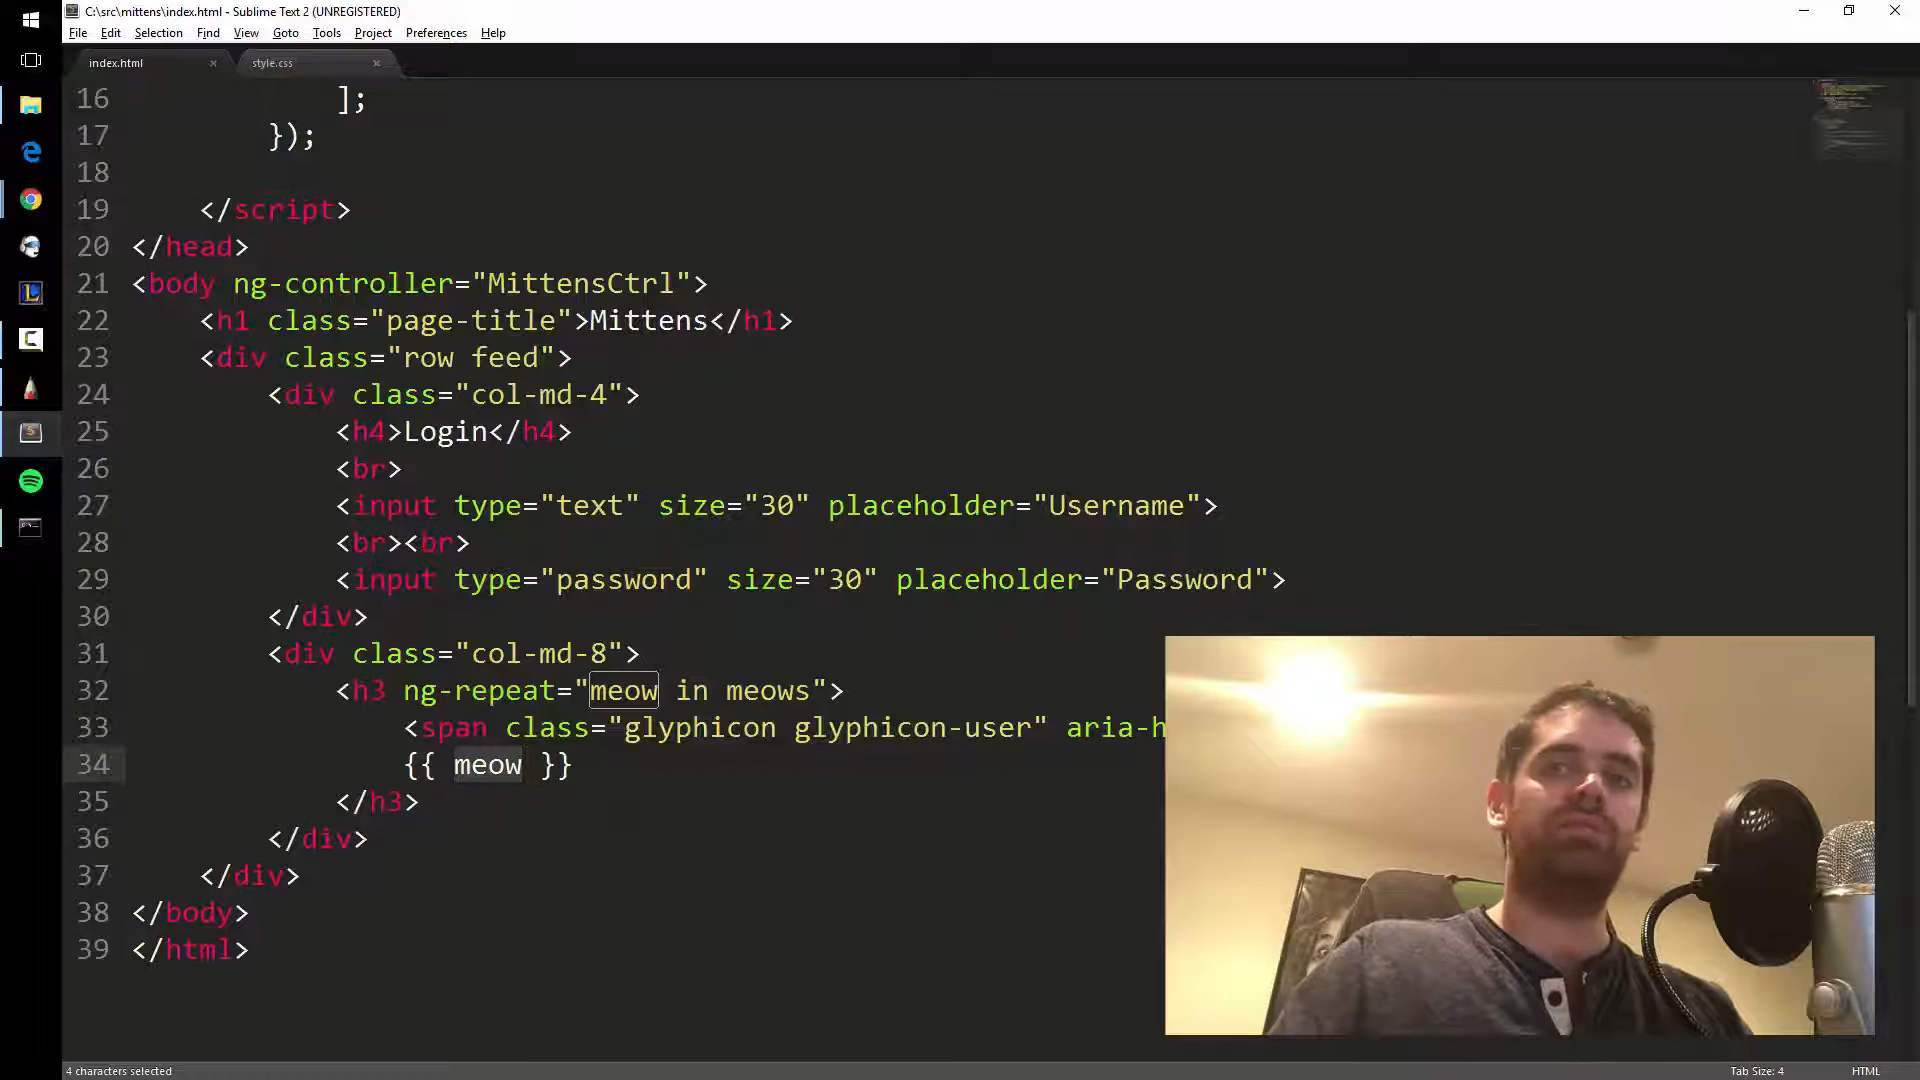 C:\src\mittens\index.html - Sublime Text 2 (UNREGISTERED)
File Edit Selection Find View Goto Tools Project Preferences Help
index.html × style.css ×
16 ];
17 });
18
19 </script>
20 </head>
21 <body ng-controller="MittensCtrl">
22 <h1 class="page-title">Mittens</h1>
23 <div class="row feed">
24 <div class="col-md-4">
25 <h4>Login</h4>
26 <br>
27 <input type="text" size="30" placeholder="Username">
28 <br><br>
29 <input type="password" size="30" placeholder="Password">
30 </div>
31 <div class="col-md-8">
32 <h3 ng-repeat="meow in meows">
33 <span class="glyphicon glyphicon-user" aria-h
34 {{ meow }}
35 </h3>
36 </div>
37 </div>
38 </body>
39 </html>
4 characters selected Tab Size: 4 HTML